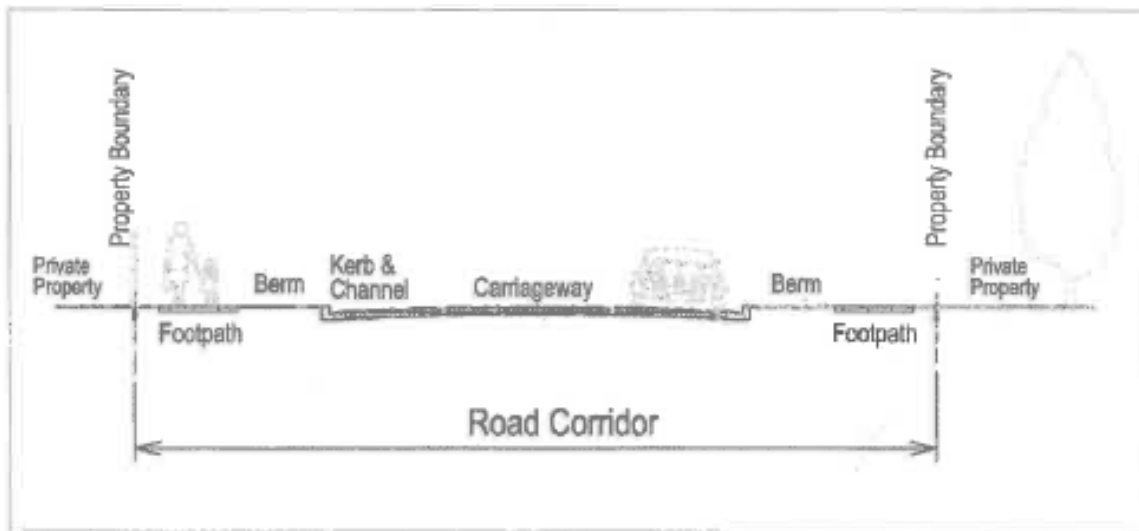 Property Boundary
Property Boundary
Private
Property
Berm
Kerb &
Channel
Carriageway
Berm
Private
Property
Footpath
Footpath
Road Corridor